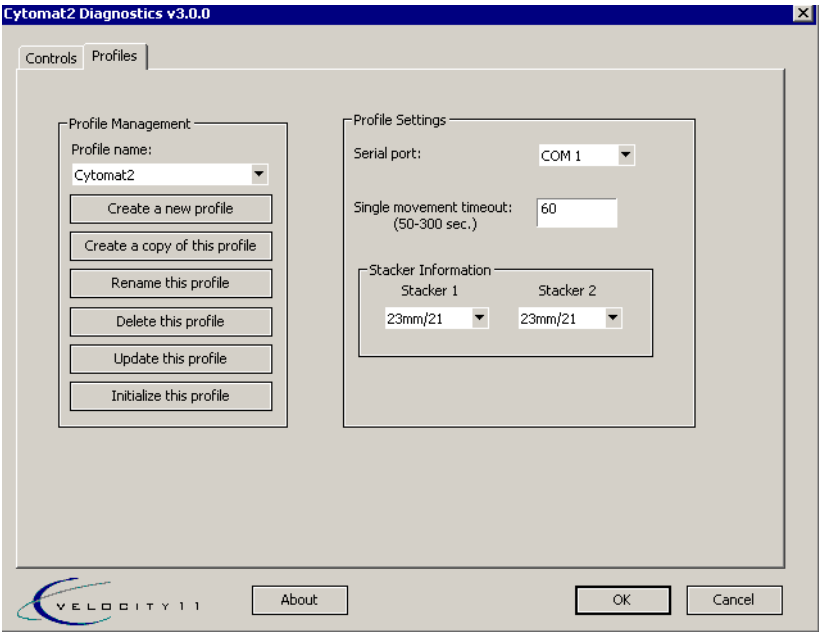 Cytomat2 Diagnostics v3.0.0
Controls
Profiles
Profile Management
Profile name:
Cytomat2
Create a new profile
Create a copy of this profile
Rename this profile
Delete this profile
Update this profile
Initialize this profile
Profile Settings
Serial port:
COM 1
Single movement timeout:
(50-300 sec.)
60
Stacker Information
Stacker 1
Stacker 2
23mm/21
23mm/21
VELOCITY11
About
OK
Cancel